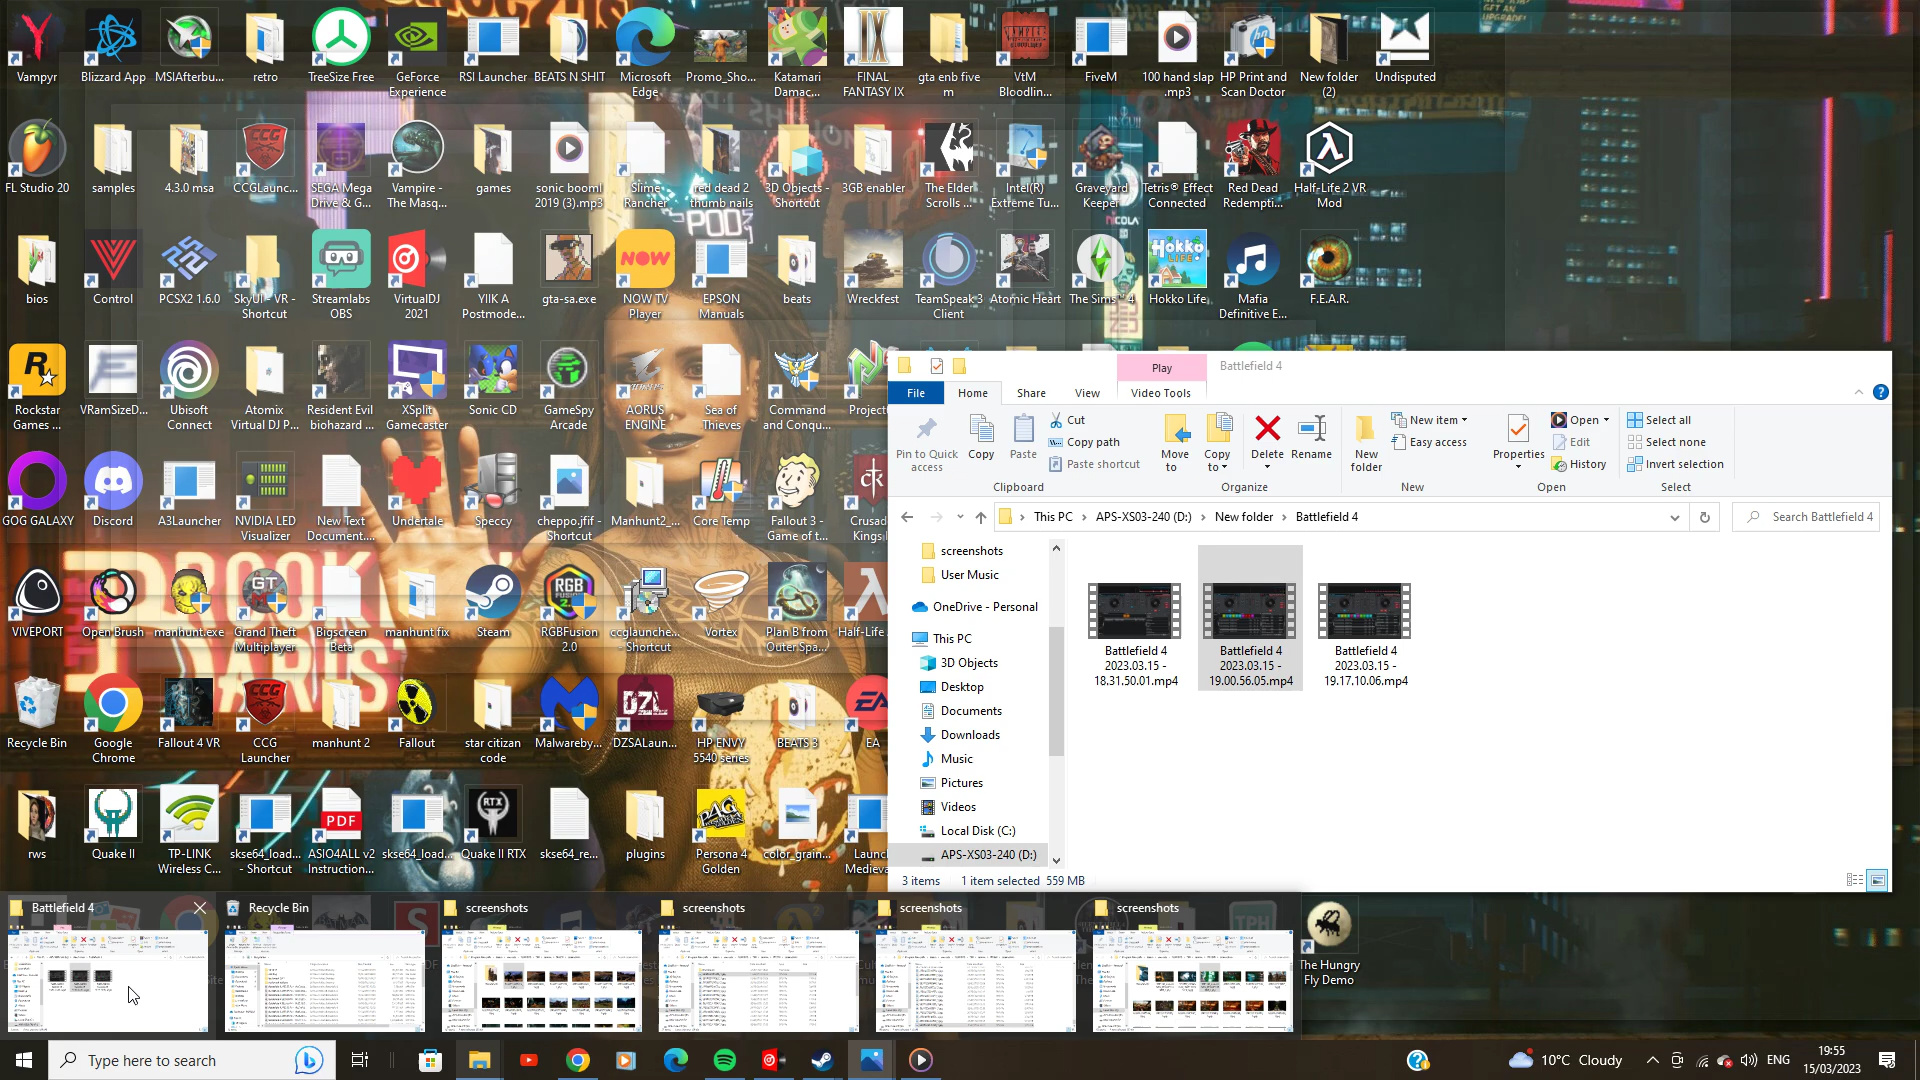 Vampyr
Blizzard App
MSIAfterbu...
retro
TreeSize Free
GeForce Experience
RSI Launcher
BEATS N SHIT
Microsoft Edge
Promo_Sho...
Katamari Damac...
FINAL FANTASY IX
gta enb five m
VtM Bloodlin...
FiveM
100 hand slap .mp3
HP Print and Scan Doctor
New folder (2)
Undisputed
FL Studio 20
samples
4.3.0 msa
CCGLaunc...
SEGA Mega Drive & G...
Vampire - The Masq...
games
sonic boom! 2019 (3).mp3
Slime Rancher
red dead 2 thumb nails
3D Objects - Shortcut
3GB enabler
The Elder Scrolls ...
Intel(R) Extreme Tu...
Graveyard Keeper
Tetris® Effect Connected
Red Dead Redempti...
Half-Life 2 VR Mod
bios
Control
PCSX2 1.6.0
SkyUI - VR - Shortcut
Streamlabs OBS
VirtualDJ 2021
YIIK A Postmode...
gta-sa.exe
NOW TV Player
EPSON Manuals
beats
Wreckfest
TeamSpeak 3 Client
Atomic Heart
The Sims™ 4
Hokko Life
Mafia Definitive E...
F.E.A.R.
Rockstar Games ...
VRamSizeD...
Ubisoft Connect
Atomix Virtual DJ P...
Resident Evil biohazard ...
XSplit Gamecaster
Sonic CD
GameSpy Arcade
AORUS ENGINE
Sea of Thieves
Command and Conqu...
Project
GOG GALAXY
Discord
A3Launcher
NVIDIA LED Visualizer
New Text Document....
Undertale
Speccy
cheppo.jfif - Shortcut
Manhunt2_...
Core Temp
Fallout 3 - Game of t...
Crusad
Kings I
VIVEPORT
Open Brush
manhunt.exe
Grand Theft Multiplayer
Bigscreen Beta
manhunt fix
Steam
RGBFusion 2.0
ccglaunche... - Shortcut
Vortex
Plan B from Outer Spa...
Half-Life
Recycle Bin
Google Chrome
Fallout 4 VR
CCG Launcher
manhunt 2
Fallout
star citizan code
Malwareby...
DZSALaun...
HP ENVY 5540 series
BEATS 3
EA
rws
Quake II
TP-LINK Wireless C...
skse64_load... - Shortcut
ASIO4ALL v2 Instruction...
skse64_load...
Quake II RTX
skse64_re...
plugins
Persona 4 Golden
color_grain...
Launc
Medieva
The Hungry Fly Demo
Play
Battlefield 4
File
Home
Share
View
Video Tools
Pin to Quick access
Copy
Paste
Cut
Copy path
Paste shortcut
Clipboard
Move to
Copy to
Delete
Rename
Organize
New folder
New item
Easy access
New
Properties
Open
Edit
History
Open
Select all
Select none
Invert selection
Select
This PC
APS-XS03-240 (D:)
New folder
Battlefield 4
Search Battlefield 4
screenshots
User Music
OneDrive - Personal
This PC
3D Objects
Desktop
Documents
Downloads
Music
Pictures
Videos
Local Disk (C:)
APS-XS03-240 (D:)
Battlefield 4 2023.03.15 - 18.31.50.01.mp4
Battlefield 4 2023.03.15 - 19.00.56.05.mp4
Battlefield 4 2023.03.15 - 19.17.10.06.mp4
3 items
1 item selected 559 MB
Battlefield 4
Recycle Bin
screenshots
screenshots
screenshots
screenshots
Type here to search
10°C Cloudy
ENG
19:55
15/03/2023